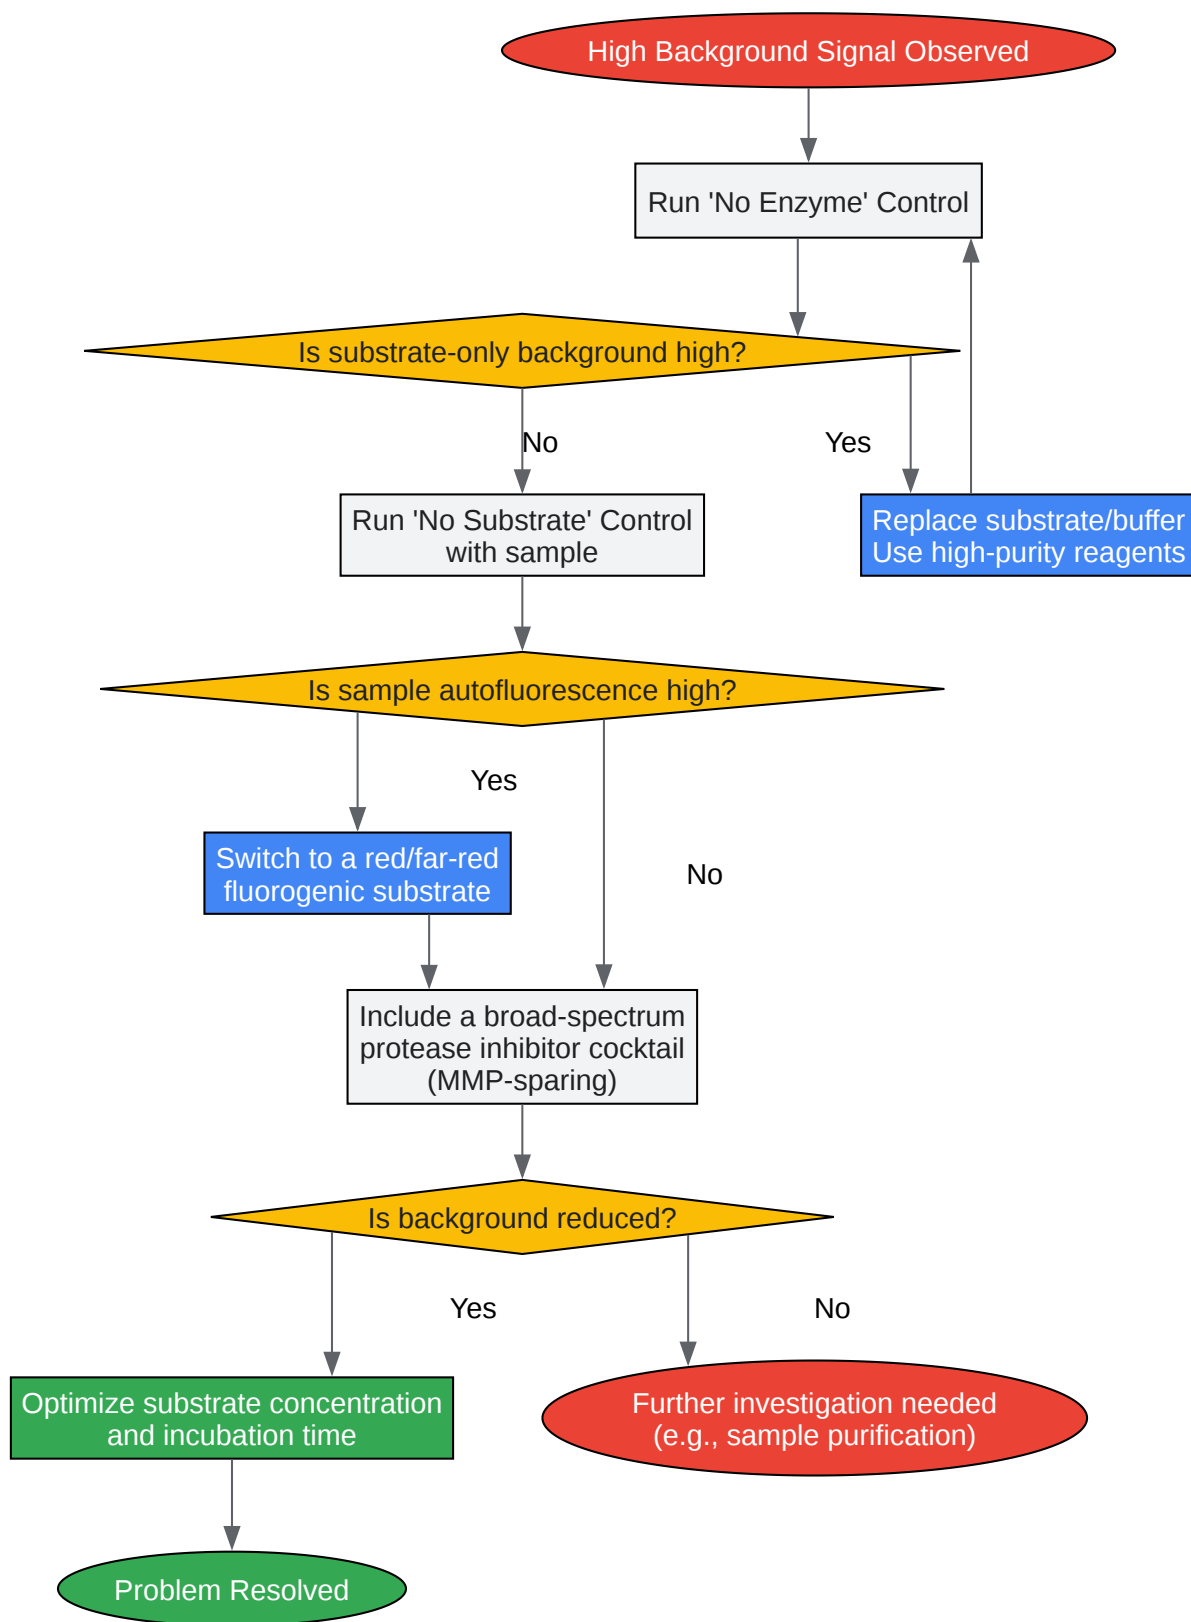 High Background Signal Observed
Run 'No Enzyme' Control
Is substrate-only background high?
No
Yes
Run 'No Substrate' Control
with sample
Replace substrate/buffer
Use high-purity reagents
Is sample autofluorescence high?
Yes
Switch to a red/far-red
fluorogenic substrate
No
Include a broad-spectrum
protease inhibitor cocktail
(MMP-sparing)
Is background reduced?
Yes
No
Optimize substrate concentration
and incubation time
Further investigation needed
(e.g., sample purification)
Problem Resolved